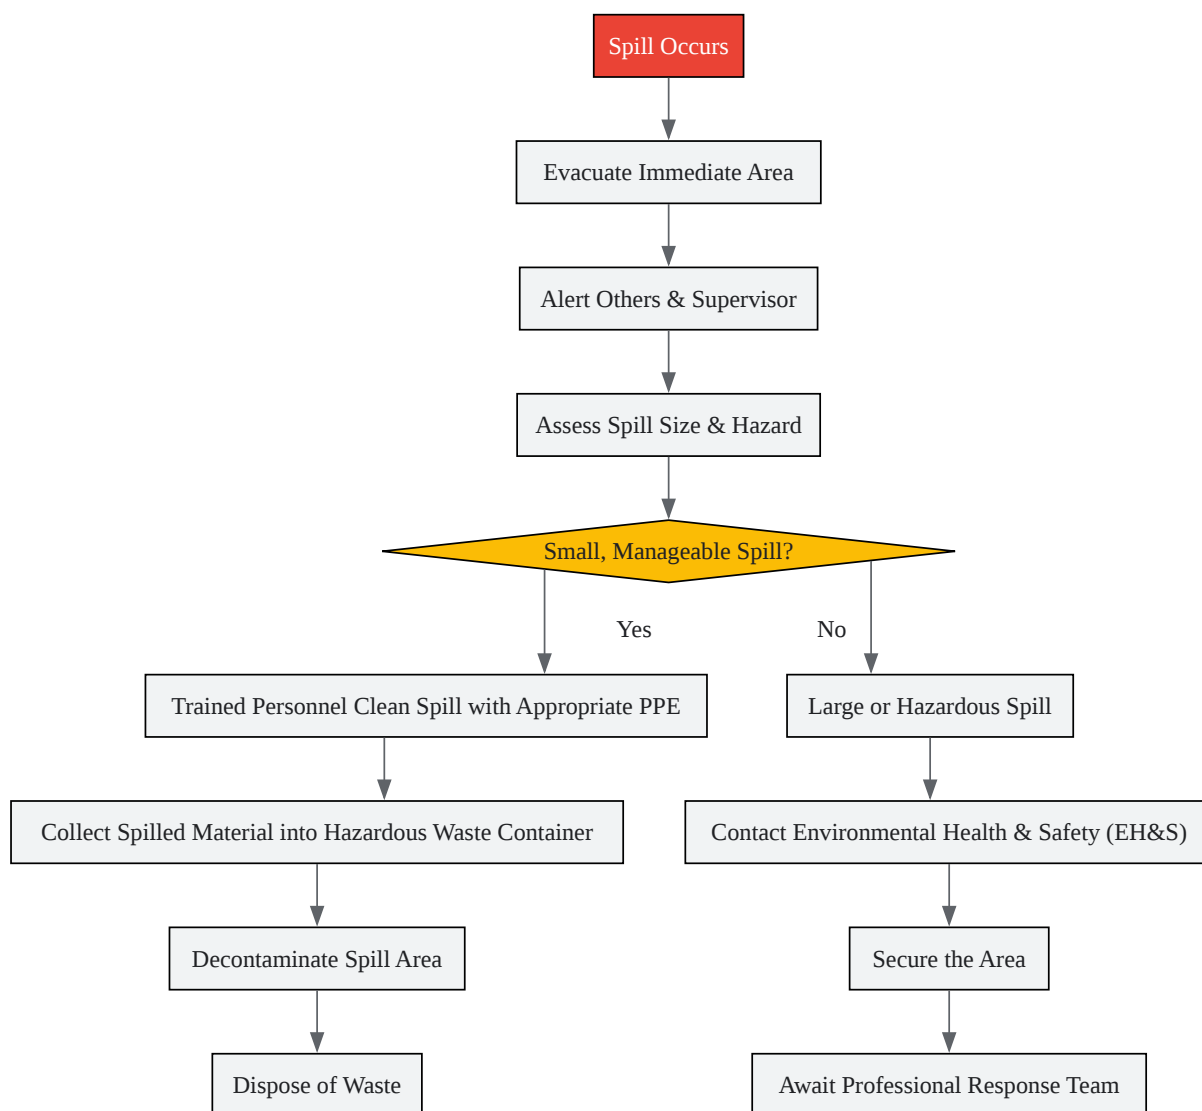 Spill Occurs
Evacuate Immediate Area
Alert Others & Supervisor
Assess Spill Size & Hazard
Small, Manageable Spill?
Yes
No
Trained Personnel Clean Spill with Appropriate PPE
Large or Hazardous Spill
Collect Spilled Material into Hazardous Waste Container
Contact Environmental Health & Safety (EH&S)
Decontaminate Spill Area
Secure the Area
Dispose of Waste
Await Professional Response Team